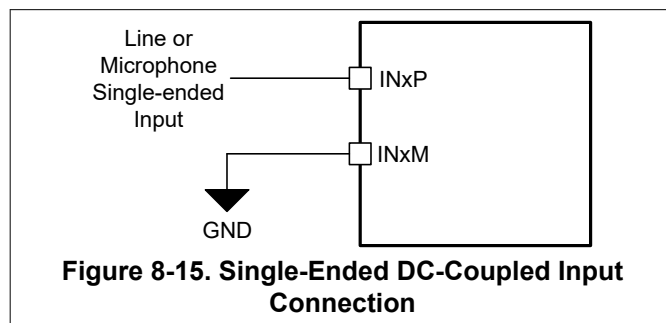 Line or
Microphone
Single-ended
Input
INxP
INxM
GND
Figure 8-15. Single-Ended DC-Coupled Input
Connection